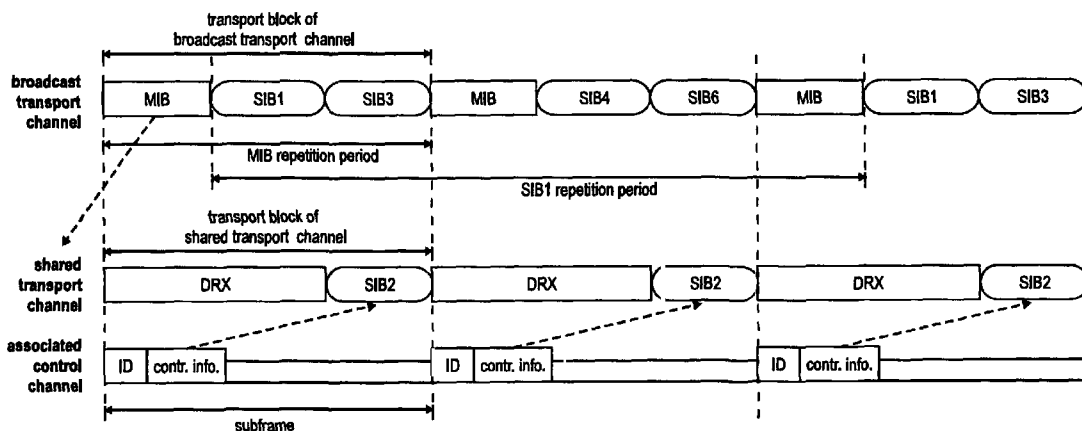 transport block of
broadcast transport channel
broadcast
transport
channel
MIB
SIB1
SIB3
MIB
SIB4
SIB6
MIB
SIB1
SIB3
MIB repetition period
SIB1 repetition period
transport block of
shared transport channel
shared
transport
channel
DRX
SIB2
DRX
SIB2
DRX
SIB2
associated
control
channel
ID
contr. info.
ID
contr. info.
ID
contr. info.
subframe